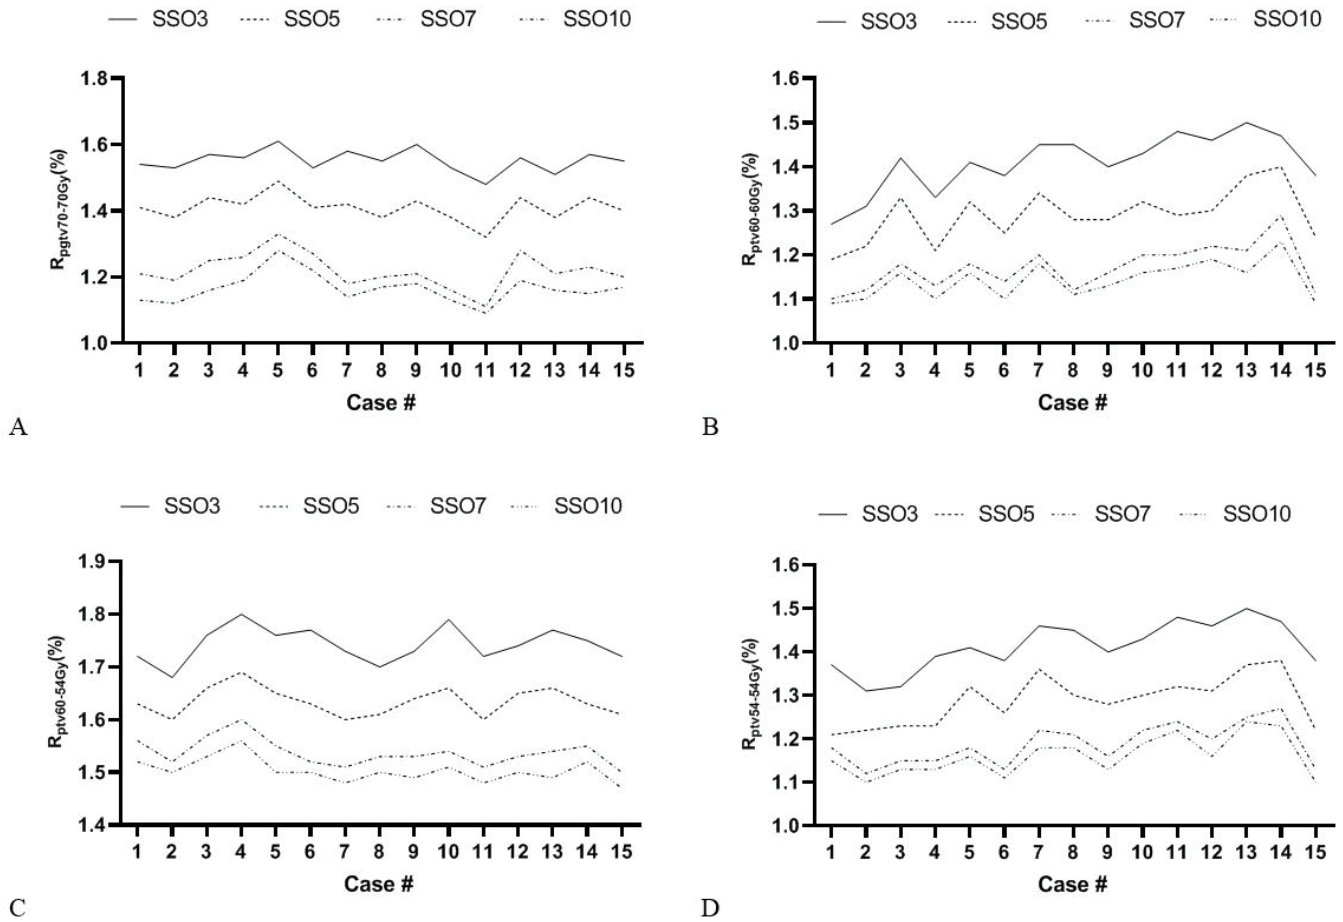 A
SSO3 SSO5 SSO7 SSO10
Rpgtv70-70Gy(%)
1.8
1.6
1.4
1.2
1.0
1 2 3 4 5 6 7 8 9 10 11 12 13 14 15
Case #
B
SSO3 SSO5 SSO7 SSO10
Rptv60-60Gy(%)
1.6
1.5
1.4
1.3
1.2
1.1
1.0
1 2 3 4 5 6 7 8 9 10 11 12 13 14 15
Case #
C
SSO3 SSO5 SSO7 SSO10
Rptv60-54Gy(%)
1.9
1.8
1.7
1.6
1.5
1.4
1 2 3 4 5 6 7 8 9 10 11 12 13 14 15
Case #
D
SSO3 SSO5 SSO7 SSO10
Rptv54-54Gy(%)
1.6
1.5
1.4
1.3
1.2
1.1
1.0
1 2 3 4 5 6 7 8 9 10 11 12 13 14 15
Case #